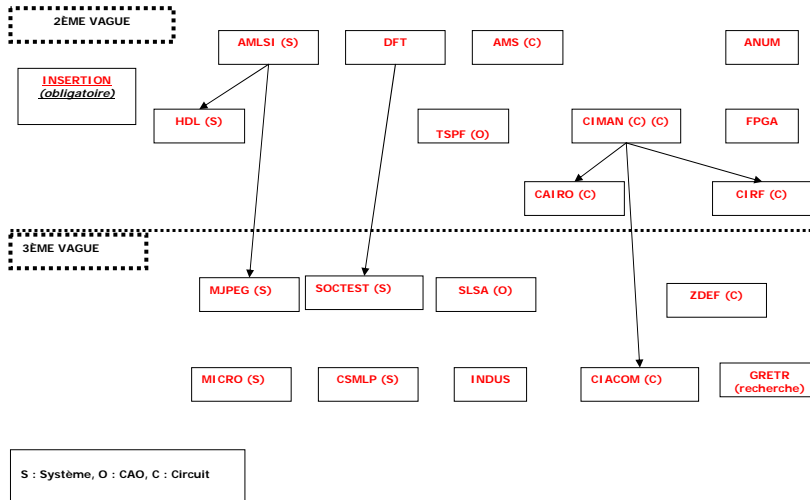 2ÈME VAGUE
AMLSI (S)
DFT
AMS (C)
ANUM
INSERTION
(obligatoire)
HDL (S)
TSPF (O)
CIMAN (C) (C)
FPGA
CAIRO (C)
CIRF (C)
3ÈME VAGUE
MJPEG (S)
SOCTEST (S)
SLSA (O)
ZDEF (C)
MICRO (S)
CSMLP (S)
INDUS
CIACOM (C)
GRETR
(recherche)
S : Système, O : CAO, C : Circuit